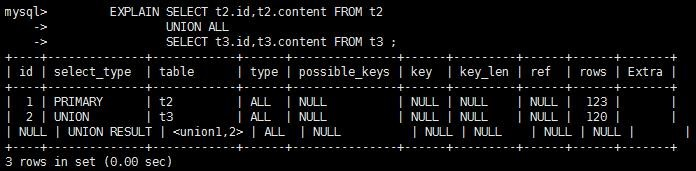 mysql>         EXPLAIN SELECT t2.id,t2.content FROM t2
    ->         UNION ALL
    ->         SELECT t3.id,t3.content FROM t3 ;
+----+--------------+------------+------+---------------+------+---------+------+------+-------+
| id | select_type  | table      | type | possible_keys | key  | key_len | ref  | rows | Extra |
+----+--------------+------------+------+---------------+------+---------+------+------+-------+
|  1 | PRIMARY      | t2         | ALL  | NULL          | NULL | NULL    | NULL |  123 |       |
|  2 | UNION        | t3         | ALL  | NULL          | NULL | NULL    | NULL |  120 |       |
| NULL | UNION RESULT | <union1,2> | ALL  | NULL          | NULL | NULL    | NULL | NULL |       |
+----+--------------+------------+------+---------------+------+---------+------+------+-------+
3 rows in set (0.00 sec)